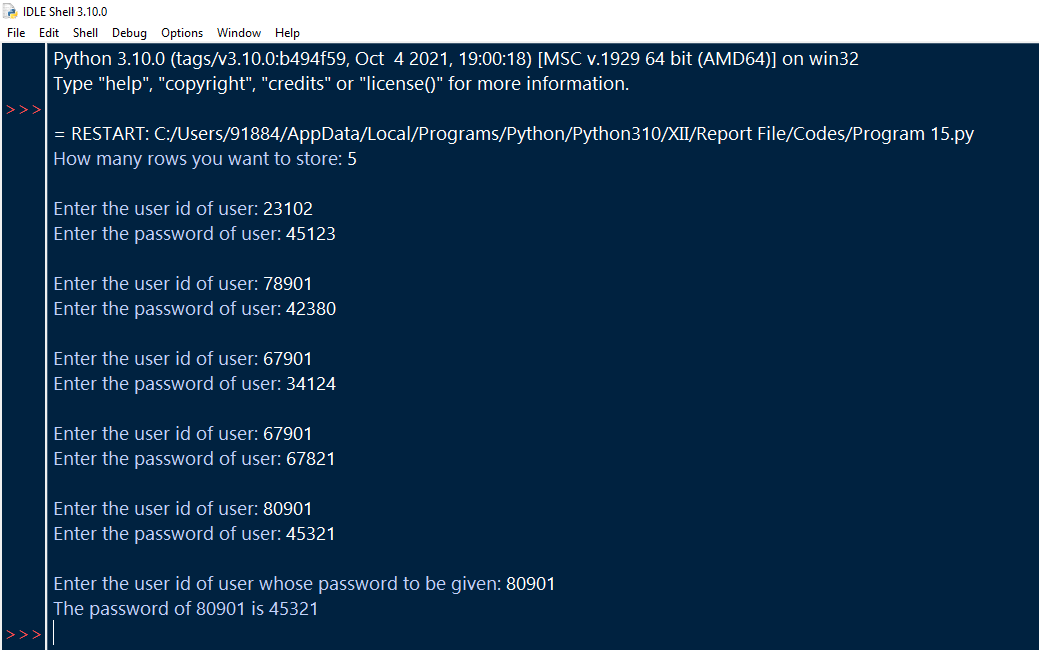 IDLE Shell 3.10.0
File Edit Shell Debug Options Window Help
Python 3.10.0 (tags/v3.10.0:b494f59, Oct  4 2021, 19:00:18) [MSC v.1929 64 bit (AMD64)] on win32
Type "help", "copyright", "credits" or "license()" for more information.
>>>
= RESTART: C:/Users/91884/AppData/Local/Programs/Python/Python310/XII/Report File/Codes/Program 15.py
How many rows you want to store: 5
Enter the user id of user: 23102
Enter the password of user: 45123
Enter the user id of user: 78901
Enter the password of user: 42380
Enter the user id of user: 67901
Enter the password of user: 34124
Enter the user id of user: 67901
Enter the password of user: 67821
Enter the user id of user: 80901
Enter the password of user: 45321
Enter the user id of user whose password to be given: 80901
The password of 80901 is 45321
>>>